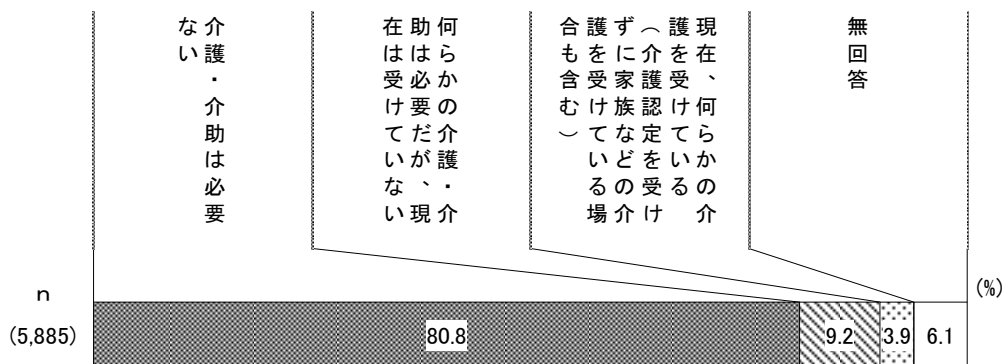 介護・介助は必要
ない
何らかの介護・介
助は必要だが、現
在は受けていない
現在、何らかの介
護を受けている
（介護認定を受け
ずに家族などの介
護を受けている場
合も含む）
無回答
(%)
n
(5,885)
80.8
9.2
3.9
6.1